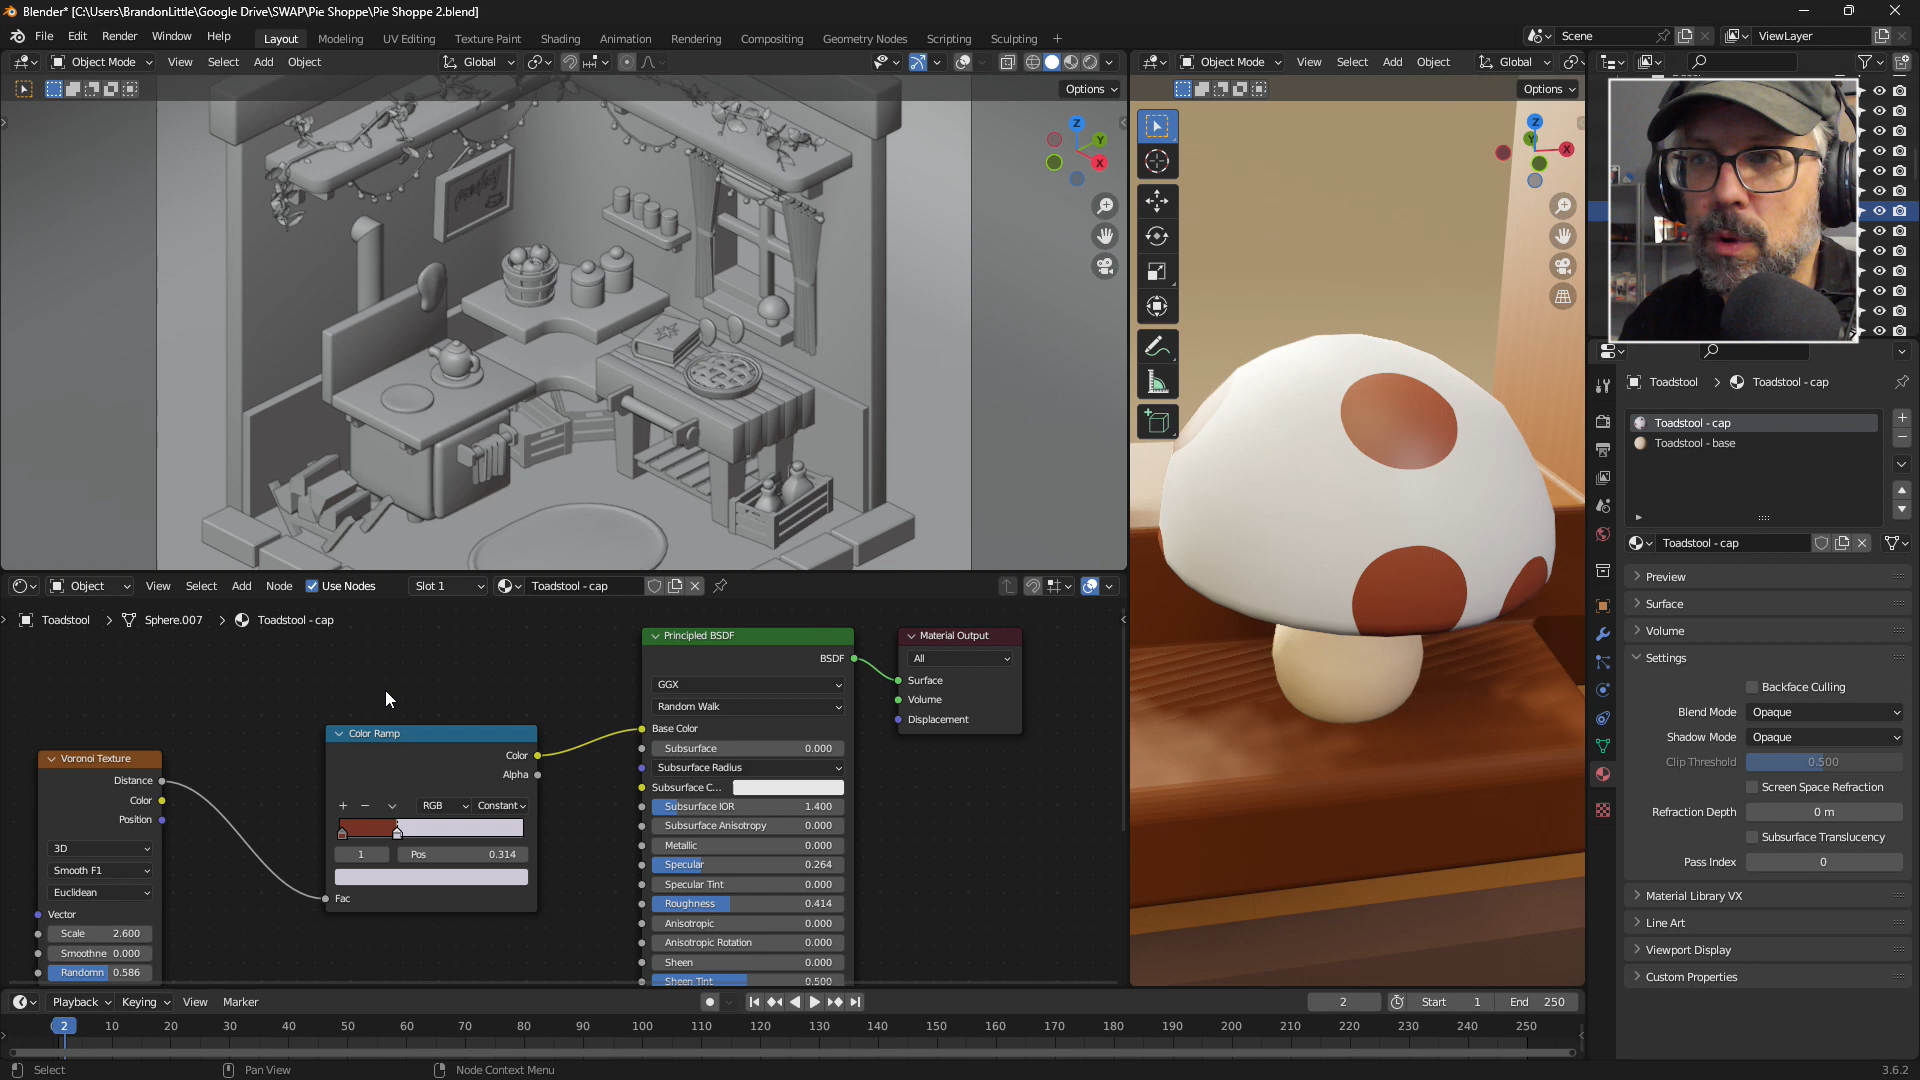 Blender* [C:\Users\BrandonLittle\Google Drive\SWAP\Pie Shoppe\Pie Shoppe 2.blend]
File Edit Render Window Help Layout Modeling UV Editing Texture Paint Shading Animation Rendering Compositing Geometry Nodes Scripting Sculpting + Scene ViewLayer
Object Mode View Select Add Object Global
Object Mode View Select Add Object Global
Options
Options
Z
Y
X
Z
Y
X
Toadstool > Toadstool - cap
Toadstool - cap
Toadstool - base
Toadstool - cap
Preview
Surface
Volume
Settings
Backface Culling
Blend Mode Opaque
Shadow Mode Opaque
Clip Threshold 0.500
Screen Space Refraction
Refraction Depth 0 m
Subsurface Translucency
Pass Index 0
Material Library VX
Line Art
Viewport Display
Custom Properties
Object View Select Add Node Use Nodes Slot 1 Toadstool - cap
Toadstool > Sphere.007 > Toadstool - cap
Voronoi Texture
Distance
Color
Position
3D
Smooth F1
Euclidean
Vector
Scale 2.600
Smoothne 0.000
Randomn 0.586
Color Ramp
Color
Alpha
RGB Constant
1 Pos 0.314
Fac
Principled BSDF
BSDF
GGX
Random Walk
Base Color
Subsurface 0.000
Subsurface Radius
Subsurface C...
Subsurface IOR 1.400
Subsurface Anisotropy 0.000
Metallic 0.000
Specular 0.264
Specular Tint 0.000
Roughness 0.414
Anisotropic 0.000
Anisotropic Rotation 0.000
Sheen 0.000
Sheen Tint 0.500
Material Output
All
Surface
Volume
Displacement
Playback Keying View Marker 2 Start 1 End 250
2 10 20 30 40 50 60 70 80 90 100 110 120 130 140 150 160 170 180 190 200 210 220 230 240 250
Select Pan View Node Context Menu 3.6.2